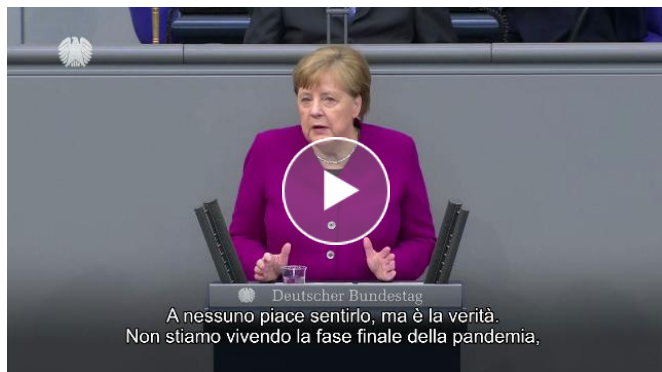 Deutscher Bundestag
A nessuno piace sentirlo, ma è la verità.
Non stiamo vivendo la fase finale della pandemia,